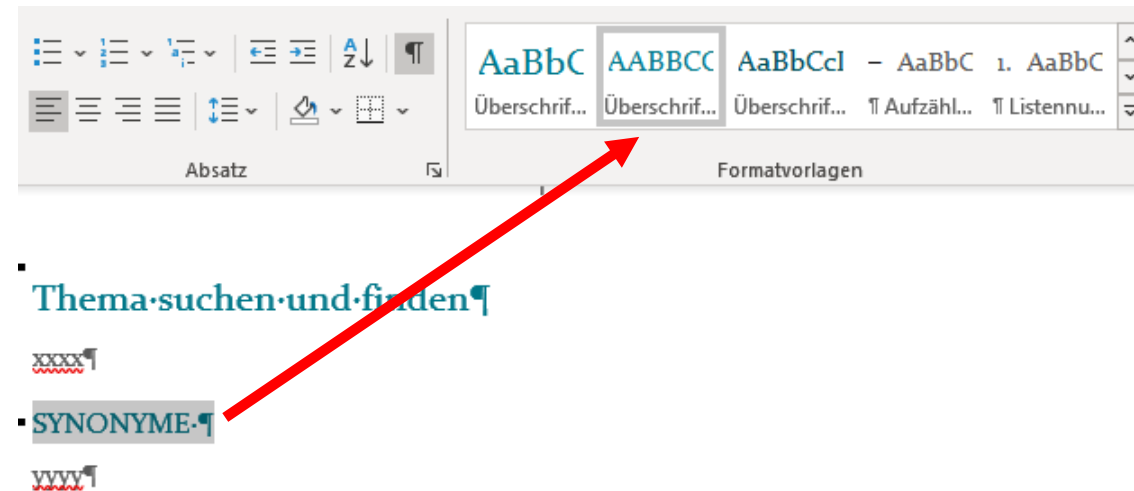 AaBbC AABBCC AaBbCcI – AaBbC 1. AaBbC
Überschrif... Überschrif... Überschrif... ¶ Aufzähl... ¶ Listennu...
Absatz Formatvorlagen
Thema·suchen·und·finden¶
xxxx¶
SYNONYME·¶
yyyy¶